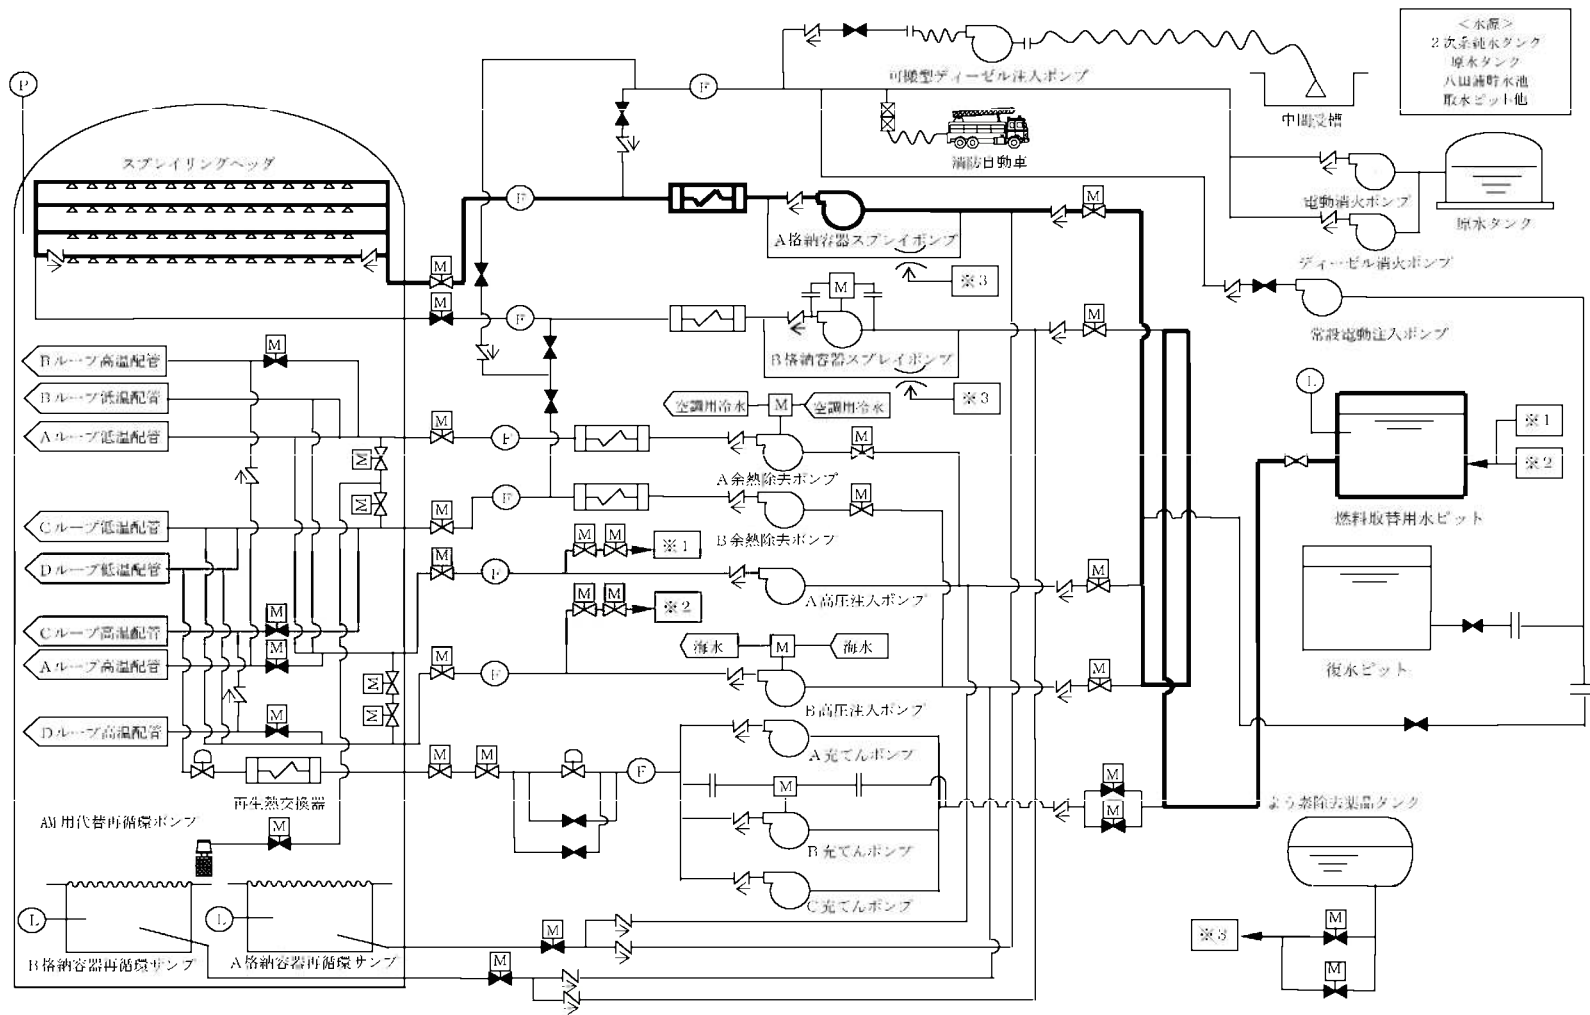 <水源>
2次系純水タンク
原水タンク
八田浦貯水池
取水ピット他
P
可搬型ディーゼル注入ポンプ
F
中間受槽
消防自動車
スプレイリングヘッダ
電動消火ポンプ
原水タンク
F
M
A格納容器スプレイポンプ
ディーゼル消火ポンプ
M
※3
M
M
M
F
常設電動注入ポンプ
M
Bループ高温配管
B格納容器スプレイポンプ
L
※3
Bループ低温配管
空調用冷水
M
空調用冷水
※1
Aループ低温配管
M
F
M
M
※2
A余熱除去ポンプ
M
M
F
M
燃料取替用水ピット
Cループ低温配管
B余熱除去ポンプ
M
M
※1
Dループ低温配管
M
F
M
A高圧注入ポンプ
M
M
※2
Cループ高温配管
M
海水
M
海水
Aループ高温配管
M
M
F
M
復水ピット
M
M
B高圧注入ポンプ
Dループ高温配管
M
A充てんポンプ
M
M
F
M
M
再生熱交換器
よう素除去薬品タンク
AM用代替再循環ポンプ
M
M
B充てんポンプ
L
L
C充てんポンプ
M
M
※3
B格納容器再循環サンプ
A格納容器再循環サンプ
M
M